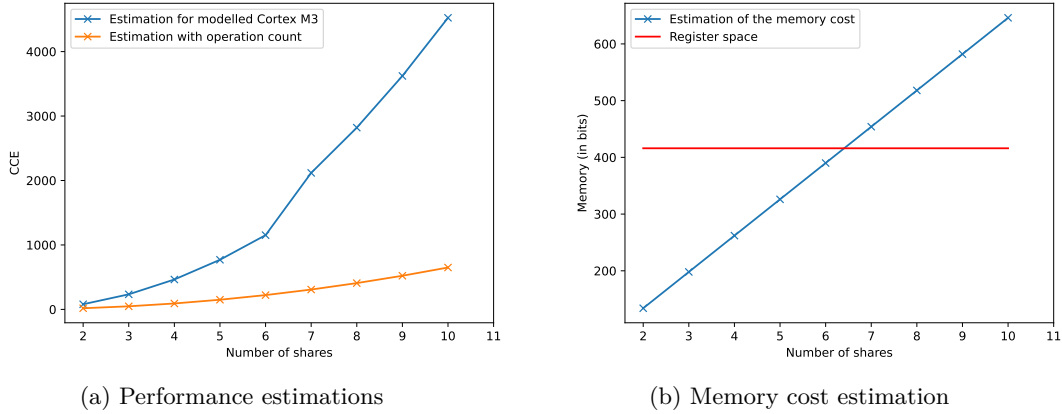 Estimation for modelled Cortex M3
Estimation with operation count
4000
3000
2000
1000
0
CCE
2 3 4 5 6 7 8 9 10 11
Number of shares
(a) Performance estimations
Estimation of the memory cost
Register space
600
500
400
300
200
Memory (in bits)
2 3 4 5 6 7 8 9 10 11
Number of shares
(b) Memory cost estimation